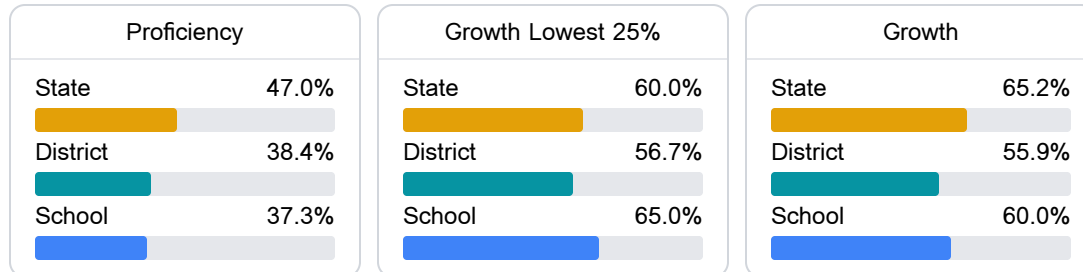 Proficiency
State 47.0%
District 38.4%
School 37.3%
Growth Lowest 25%
State 60.0%
District 56.7%
School 65.0%
Growth
State 65.2%
District 55.9%
School 60.0%